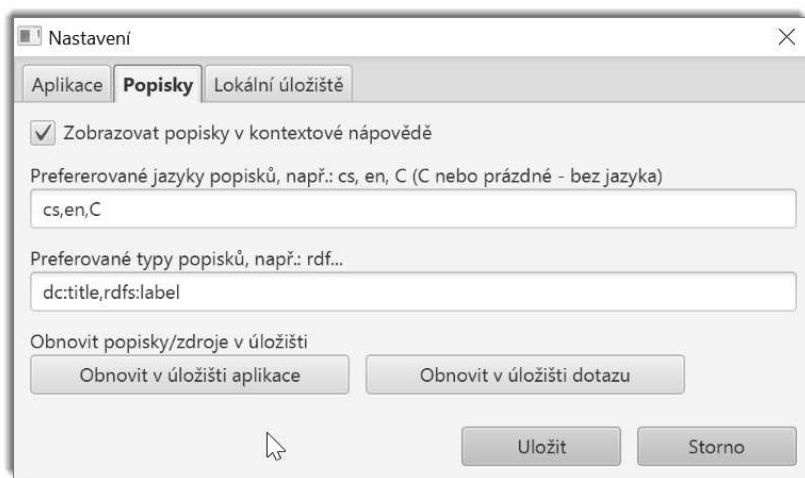 Nastavení
Aplikace Popisky Lokální úložiště
Zobrazovat popisky v kontextové nápovědě
Prefererované jazyky popisků, např.: cs, en, C (C nebo prázdné - bez jazyka)
cs,en,C
Preferované typy popisků, např.: rdf...
dc:title,rdfs:label
Obnovit popisky/zdroje v úložišti
Obnovit v úložišti aplikace Obnovit v úložišti dotazu
Uložit Storno